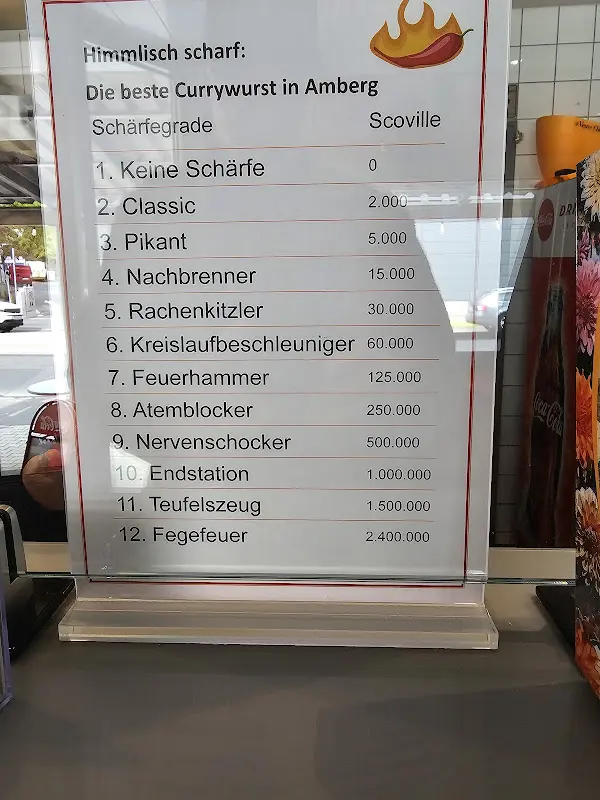 Himmlisch scharf:
Die beste Currywurst in Amberg
Schärfegrade Scoville
1. Keine Schärfe 0
2. Classic 2.000
3. Pikant 5.000
4. Nachbrenner 15.000
5. Rachenkitzler 30.000
6. Kreislaufbeschleuniger 60.000
7. Feuerhammer 125.000
8. Atemblocker 250.000
9. Nervenschocker 500.000
10. Endstation 1.000.000
11. Teufelszeug 1.500.000
12. Fegefeuer 2.400.000
Coca-Cola